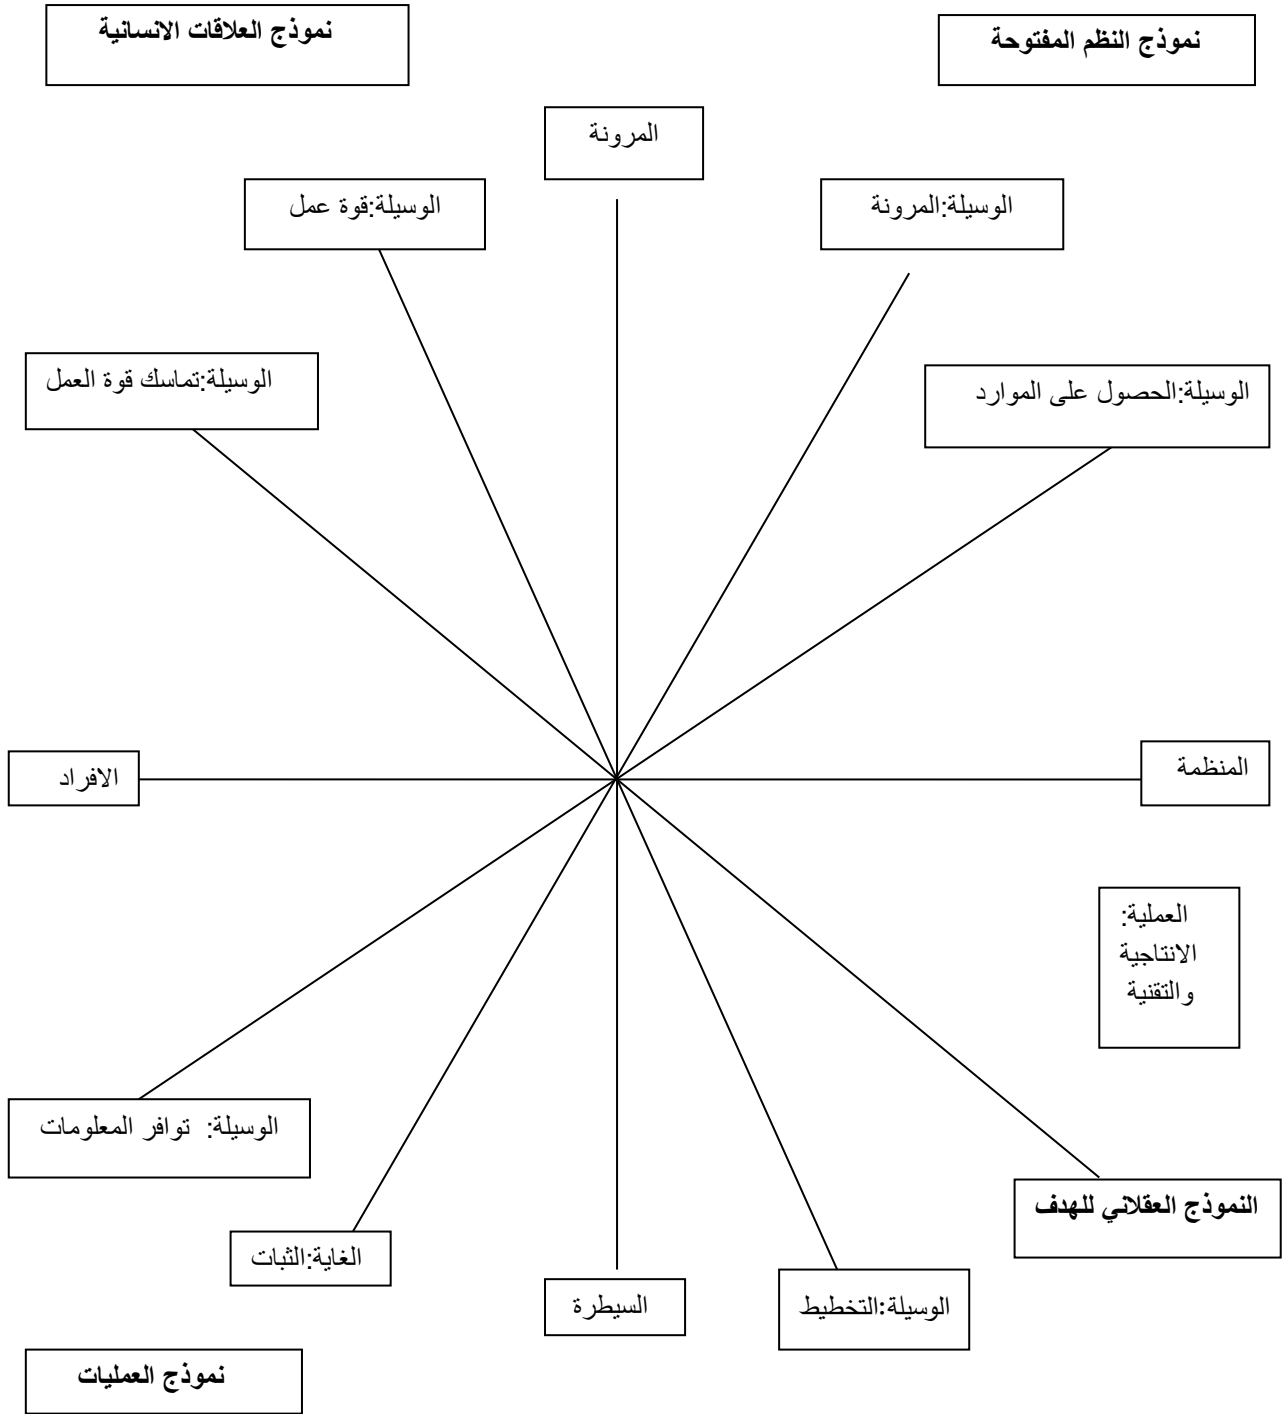 نموذج النظم المفتوحة
نموذج العلاقات الانسانية
المرونة
الوسيلة:المرونة
الوسيلة:قوة عمل
الوسيلة:الحصول على الموارد
الوسيلة:تماسك قوة العمل
المنظمة
الافراد
العملية:
الانتاجية
والتقنية
الوسيلة: توافر المعلومات
النموذج العقلاني للهدف
الغاية:الثبات
الوسيلة:التخطيط
السيطرة
نموذج العمليات